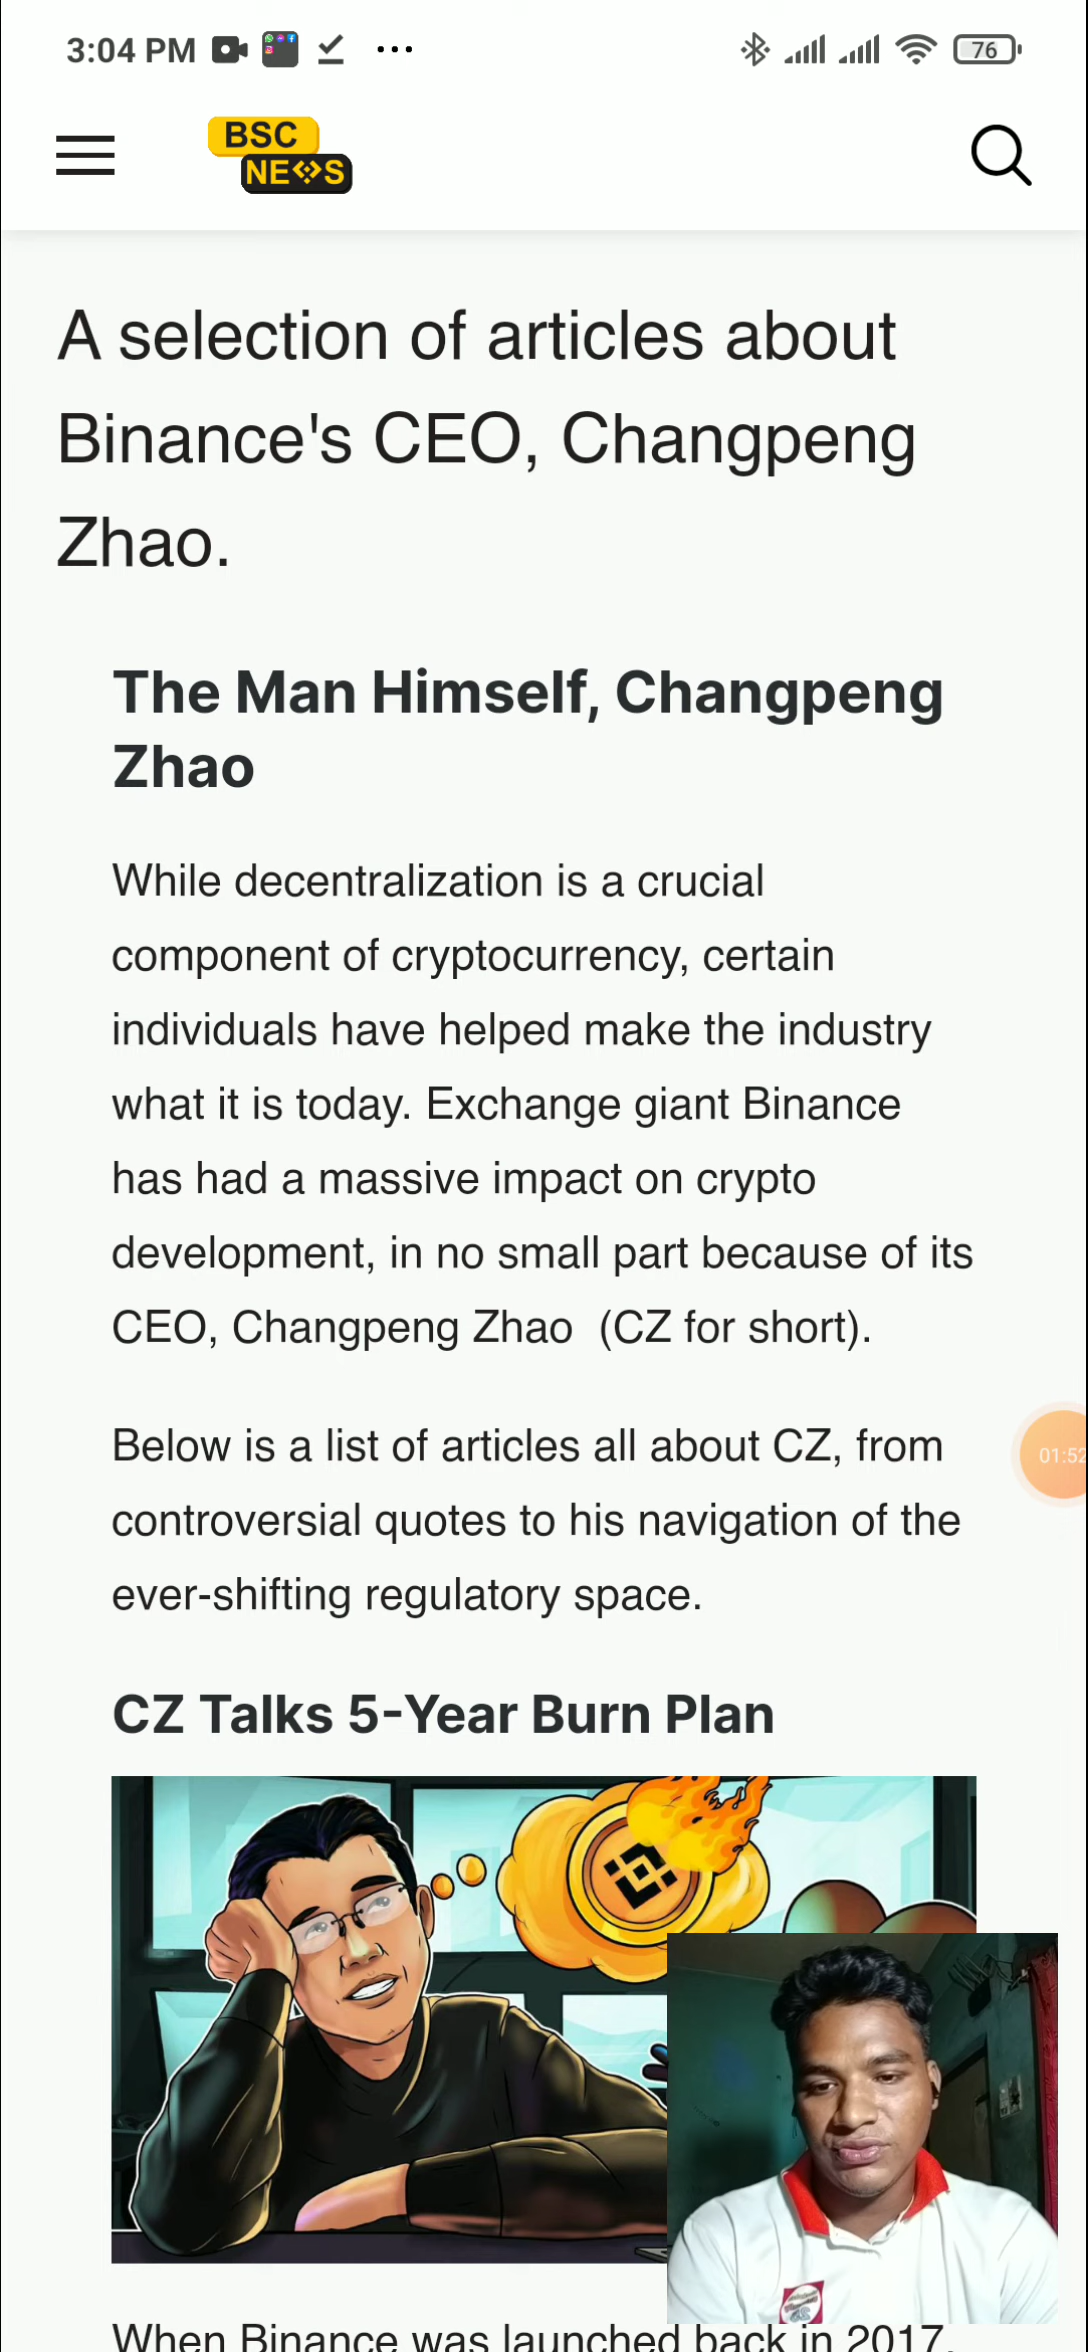 3:04 PM
76
BSC
NEWS
A selection of articles about
Binance's CEO, Changpeng
Zhao.
The Man Himself, Changpeng
Zhao
While decentralization is a crucial
component of cryptocurrency, certain
individuals have helped make the industry
what it is today. Exchange giant Binance
has had a massive impact on crypto
development, in no small part because of its
CEO, Changpeng Zhao  (CZ for short).
Below is a list of articles all about CZ, from
01:52
controversial quotes to his navigation of the
ever-shifting regulatory space.
CZ Talks 5-Year Burn Plan
When Binance was launched back in 2017,